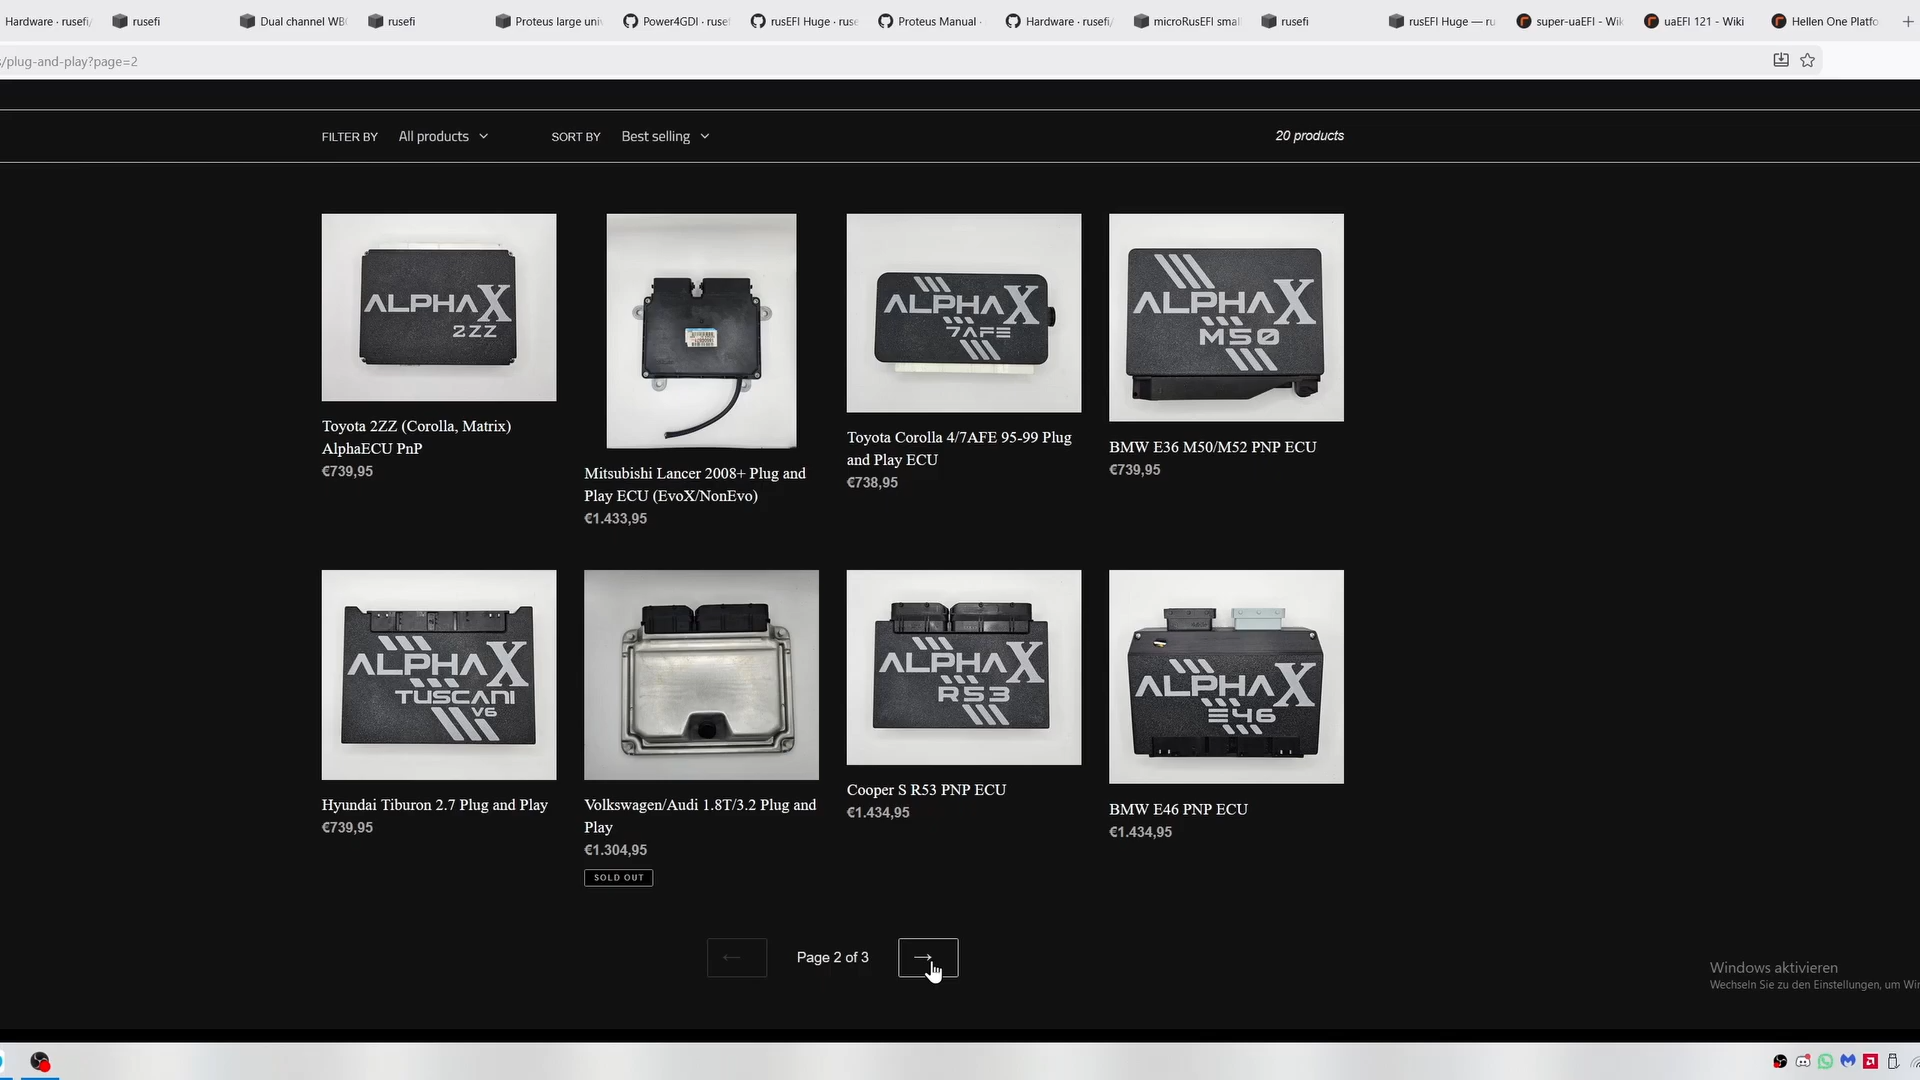 Hardware · rusefi/
rusefi
Dual channel WB
rusefi
Proteus large uni
Power4GDI · ruse
rusEFI Huge · ruse
Proteus Manual ·
Hardware · rusefi/
microRusEFI smal
rusefi
rusEFI Huge — ru
super-uaEFI - Wik
uaEFI 121 - Wiki
Hellen One Platfo
s/plug-and-play?page=2
FILTER BY All products SORT BY Best selling 20 products
ALPHAX
2ZZ
ALPHAX
7AFE
ALPHAX
M50
Toyota 2ZZ (Corolla, Matrix)
AlphaECU PnP
€739,95
Mitsubishi Lancer 2008+ Plug and
Play ECU (EvoX/NonEvo)
€1.433,95
Toyota Corolla 4/7AFE 95-99 Plug
and Play ECU
€738,95
BMW E36 M50/M52 PNP ECU
€739,95
ALPHAX
TUSCANI
V6
ALPHAX
R53
ALPHAX
E46
Hyundai Tiburon 2.7 Plug and Play
€739,95
Volkswagen/Audi 1.8T/3.2 Plug and
Play
€1.304,95
SOLD OUT
Cooper S R53 PNP ECU
€1.434,95
BMW E46 PNP ECU
€1.434,95
← Page 2 of 3 →
Windows aktivieren
Wechseln Sie zu den Einstellungen, um Wi